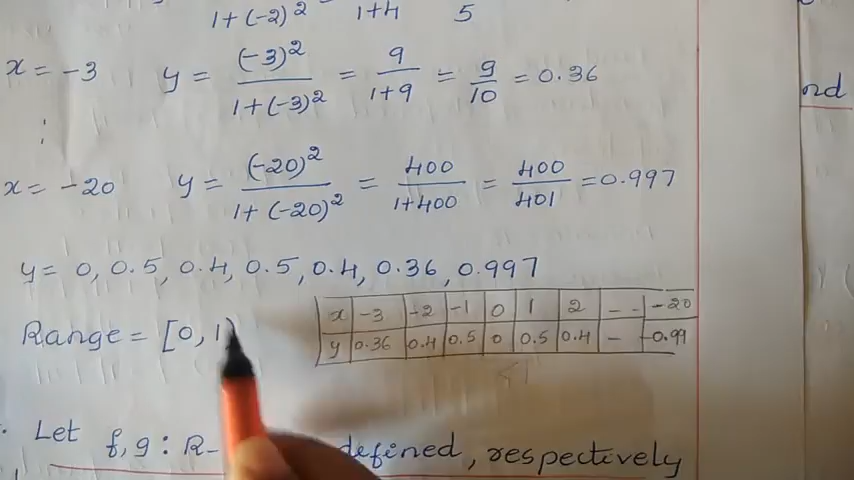 1+(-2)² 1+4 5
x = -3 y = (-3)² / 1+(-3)² = 9 / 1+9 = 9 / 10 = 0.36
⋮
x = -20 y = (-20)² / 1+(-20)² = 400 / 1+400 = 400 / 401 = 0.997
y = 0, 0.5, 0.4, 0.5, 0.4, 0.36, 0.997
x -3 -2 -1 0 1 2 -- -20
y 0.36 0.4 0.5 0 0.5 0.4 - -0.99
Range = [0, 1)
<1
Let f, g : R- defined, respectively
nd